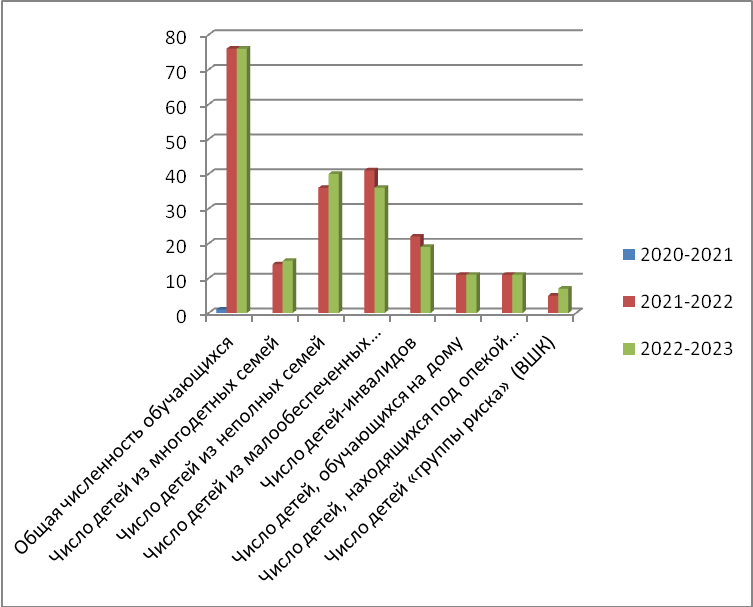 80
70
60
50
40
30
20
10
0
Общая численность обучающихся
Число детей из многодетных семей
Число детей из неполных семей
Число детей из малообеспеченных...
Число детей-инвалидов
Число детей, обучающихся на дому
Число детей, находящихся под опекой...
Число детей «группы риска» (ВШК)
2020-2021
2021-2022
2022-2023